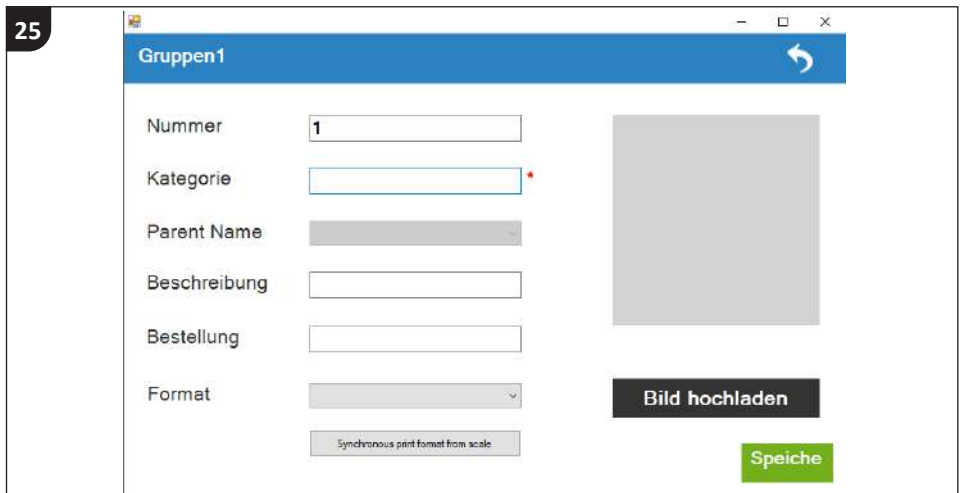 25
Gruppen1
Nummer
1
Kategorie
*
Parent Name
Beschreibung
Bestellung
Format
Bild hochladen
Synchronous print format from scale
Speiche